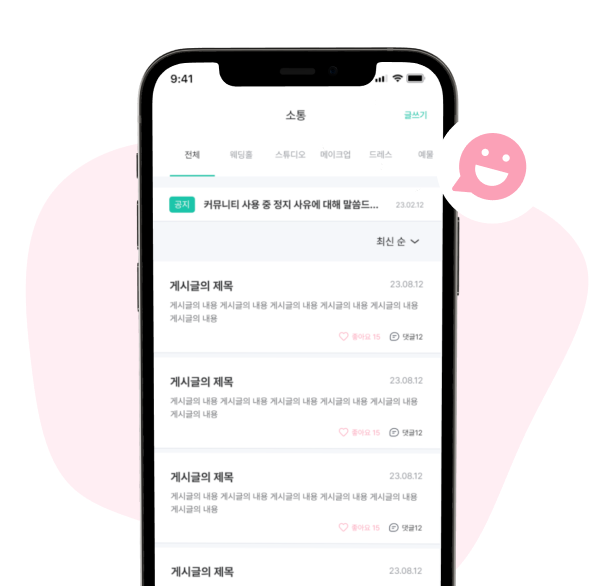 9:41
소통
글쓰기
전체 웨딩홀 스튜디오 메이크업 드레스 예물
공지 커뮤니티 사용 중 정지 사유에 대해 말씀드... 23.02.12
최신 순
게시글의 제목 23.08.12
게시글의 내용 게시글의 내용 게시글의 내용 게시글의 내용 게시글의 내용
게시글의 내용
좋아요 15 댓글12
게시글의 제목 23.08.12
게시글의 내용 게시글의 내용 게시글의 내용 게시글의 내용 게시글의 내용
게시글의 내용
좋아요 15 댓글12
게시글의 제목 23.08.12
게시글의 내용 게시글의 내용 게시글의 내용 게시글의 내용 게시글의 내용
게시글의 내용
좋아요 15 댓글12
게시글의 제목 23.08.12